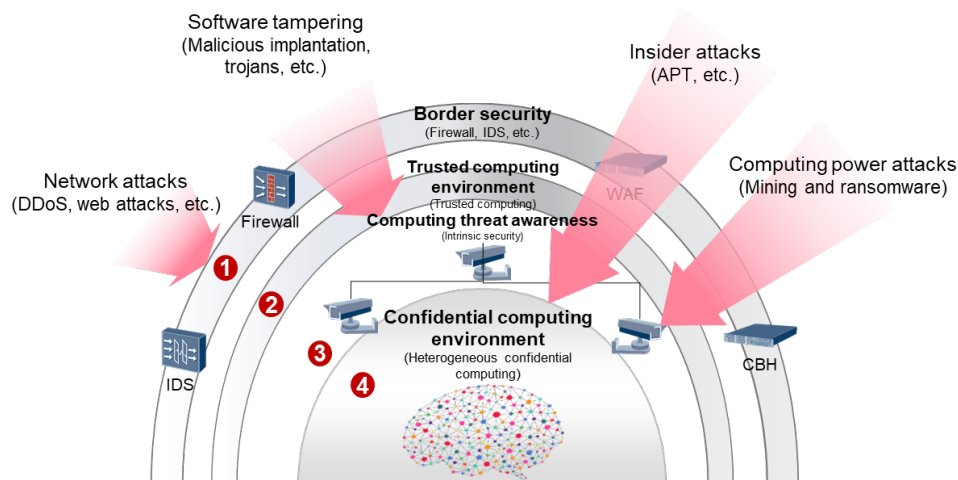 Software tampering
(Malicious implantation,
trojans, etc.)
Insider attacks
(APT, etc.)
Border security
(Firewall, IDS, etc.)
Network attacks
(DDoS, web attacks, etc.)
Firewall
Trusted computing
environment
(Trusted computing)
WAF
Computing power attacks
(Mining and ransomware)
Computing threat awareness
(Intrinsic security)
1
2
3
4
Confidential computing
environment
(Heterogeneous confidential
computing)
IDS
CBH